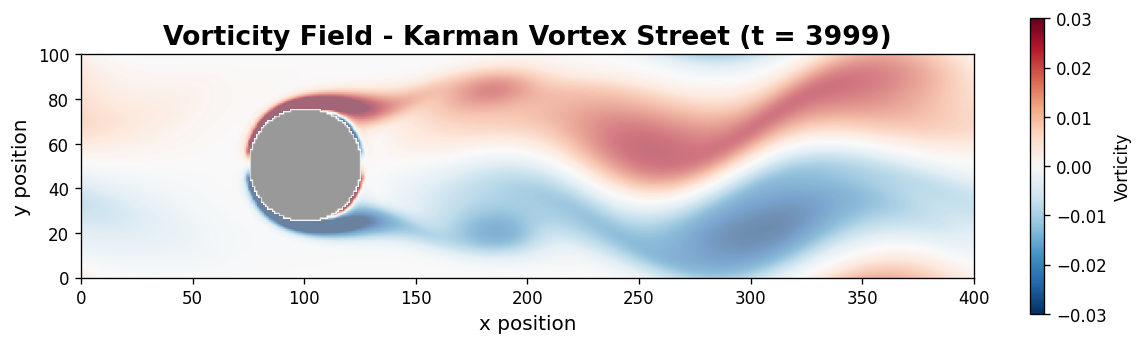 Vorticity Field - Karman Vortex Street (t = 3999)
100
80
60
40
20
0
y position
0 50 100 150 200 250 300 350 400
x position
0.03
0.02
0.01
0.00
−0.01
−0.02
−0.03
Vorticity